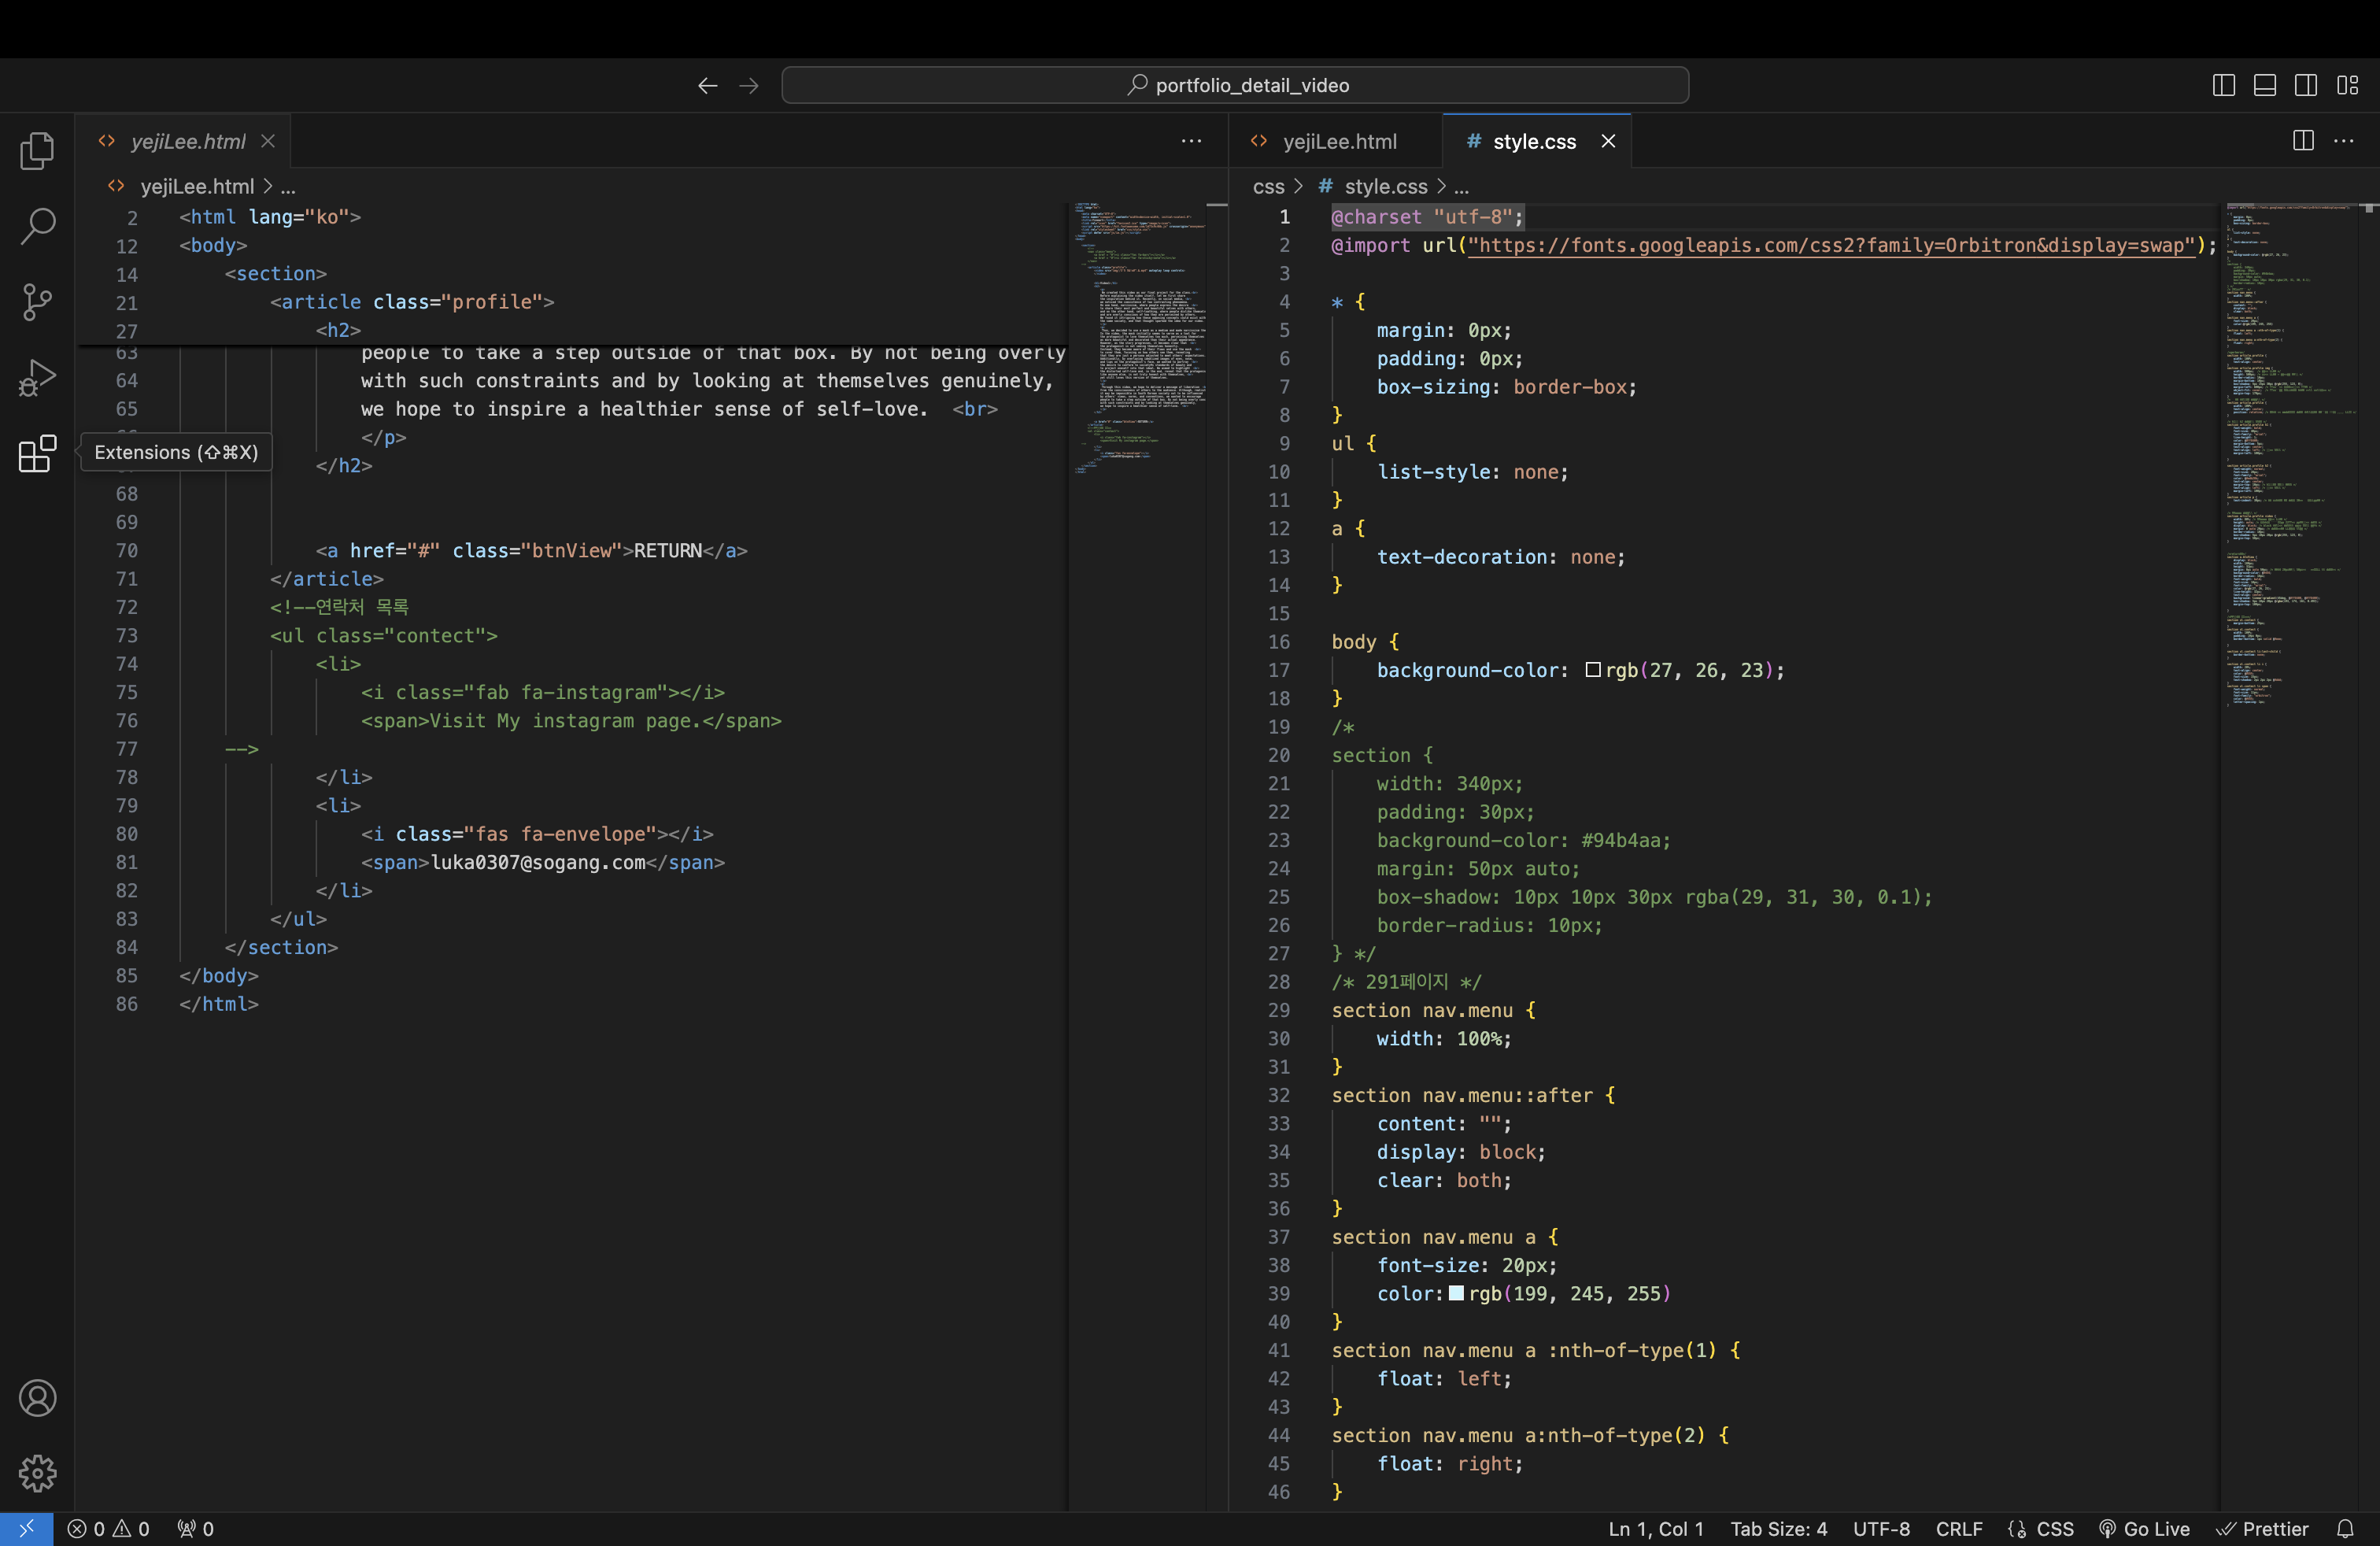 portfolio_detail_video
yejiLee.html
yejiLee.html > ...
2 <html lang="ko">
12 <body>
14 <section>
21 <article class="profile">
27 <h2>
63 people to take a step outside of that box. By not being overly
64 with such constraints and by looking at themselves genuinely,
65 we hope to inspire a healthier sense of self-love. <br>
</p>
</h2>
Extensions (⇧⌘X)
68
69
70 <a href="#" class="btnView">RETURN</a>
71 </article>
72 <!--연락처 목록
73 <ul class="contect">
74 <li>
75 <i class="fab fa-instagram"></i>
76 <span>Visit My instagram page.</span>
77 -->
78 </li>
79 <li>
80 <i class="fas fa-envelope"></i>
81 <span>luka0307@sogang.com</span>
82 </li>
83 </ul>
84 </section>
85 </body>
86 </html>
yejiLee.html
# style.css
css > # style.css > ...
1 @charset "utf-8";
2 @import url("https://fonts.googleapis.com/css2?family=Orbitron&display=swap");
3
4 * {
5 margin: 0px;
6 padding: 0px;
7 box-sizing: border-box;
8 }
9 ul {
10 list-style: none;
11 }
12 a {
13 text-decoration: none;
14 }
15
16 body {
17 background-color: rgb(27, 26, 23);
18 }
19 /*
20 section {
21 width: 340px;
22 padding: 30px;
23 background-color: #94b4aa;
24 margin: 50px auto;
25 box-shadow: 10px 10px 30px rgba(29, 31, 30, 0.1);
26 border-radius: 10px;
27 } */
28 /* 291페이지 */
29 section nav.menu {
30 width: 100%;
31 }
32 section nav.menu::after {
33 content: "";
34 display: block;
35 clear: both;
36 }
37 section nav.menu a {
38 font-size: 20px;
39 color: rgb(199, 245, 255)
40 }
41 section nav.menu a :nth-of-type(1) {
42 float: left;
43 }
44 section nav.menu a:nth-of-type(2) {
45 float: right;
46 }
0 0 0
Ln 1, Col 1 Tab Size: 4 UTF-8 CRLF CSS Go Live Prettier